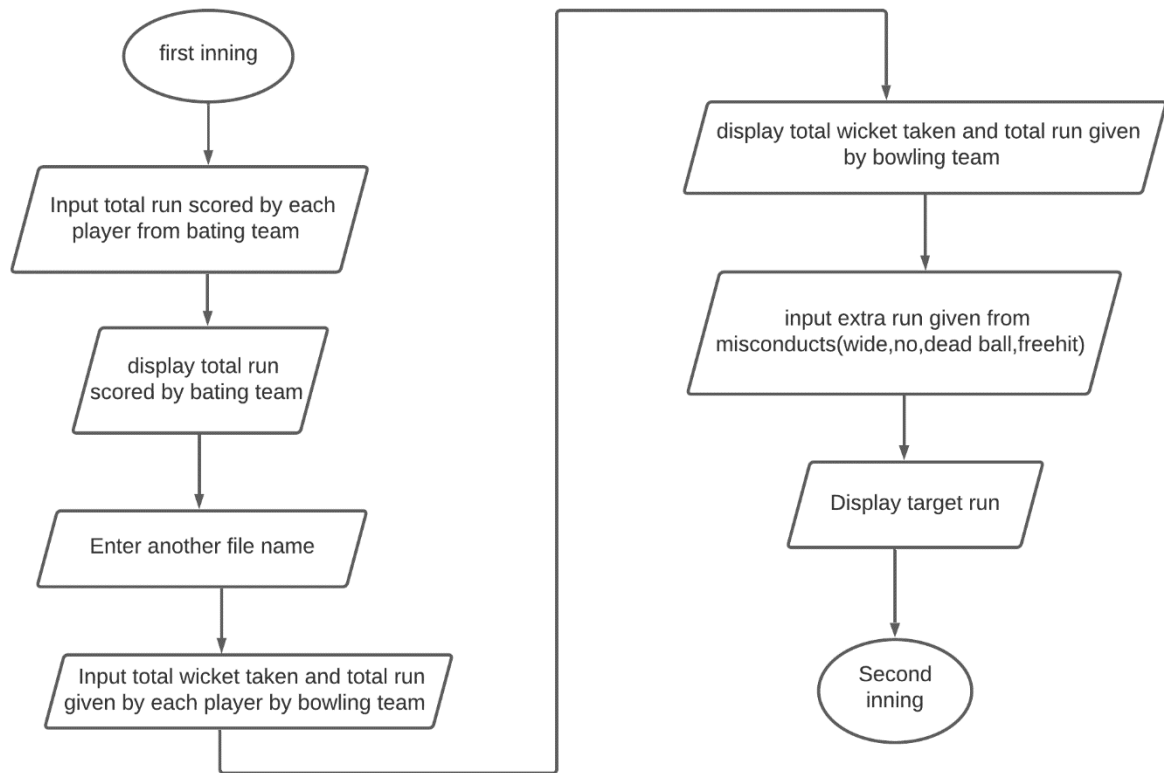 first inning
Input total run scored by each
player from bating team
display total run
scored by bating team
Enter another file name
Input total wicket taken and total run
given by each player by bowling team
display total wicket taken and total run given
by bowling team
input extra run given from
misconducts(wide,no,dead ball,freehit)
Display target run
Second
inning